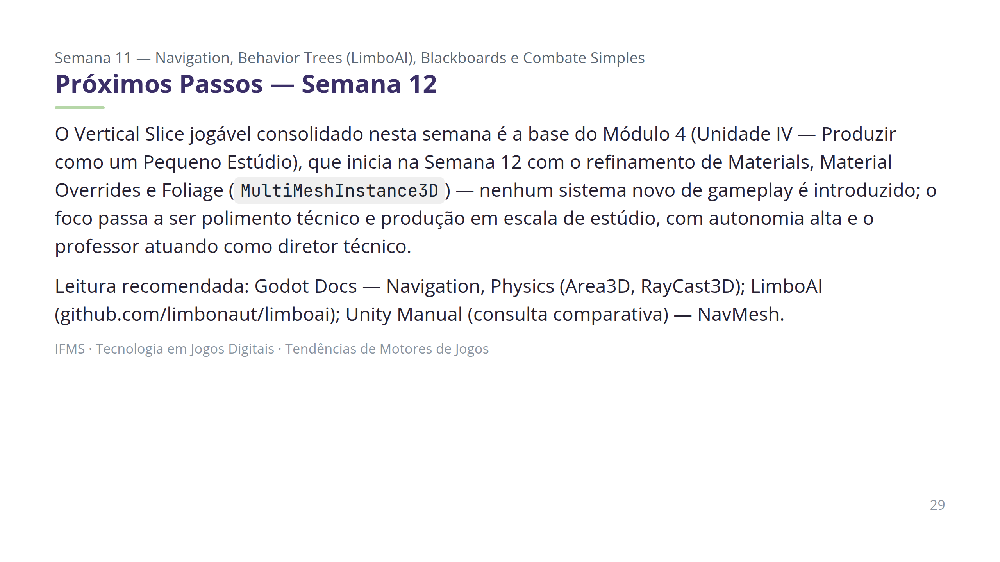 Semana 11 — Navigation, Behavior Trees (LimboAI), Blackboards e Combate Simples
Próximos Passos — Semana 12
O Vertical Slice jogável consolidado nesta semana é a base do Módulo 4 (Unidade IV — Produzir
como um Pequeno Estúdio), que inicia na Semana 12 com o refinamento de Materials, Material
Overrides e Foliage (MultiMeshInstance3D) — nenhum sistema novo de gameplay é introduzido; o
foco passa a ser polimento técnico e produção em escala de estúdio, com autonomia alta e o
professor atuando como diretor técnico.
Leitura recomendada: Godot Docs — Navigation, Physics (Area3D, RayCast3D); LimboAI
(github.com/limbonaut/limboai); Unity Manual (consulta comparativa) — NavMesh.
IFMS · Tecnologia em Jogos Digitais · Tendências de Motores de Jogos
29